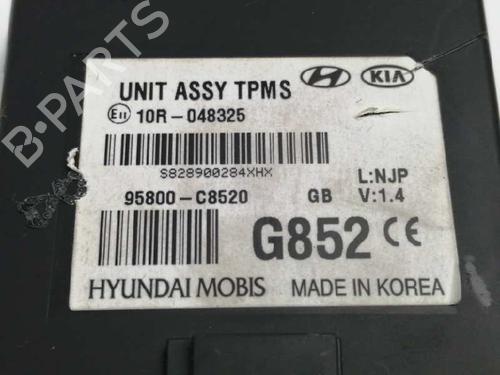 UNIT ASSY TPMS KIA
E11 10R-048325
S828900284XHX
L:NJP
95800-C8520 GB V:1.4
G852 CE
HYUNDAI MOBIS MADE IN KOREA
B-PARTS